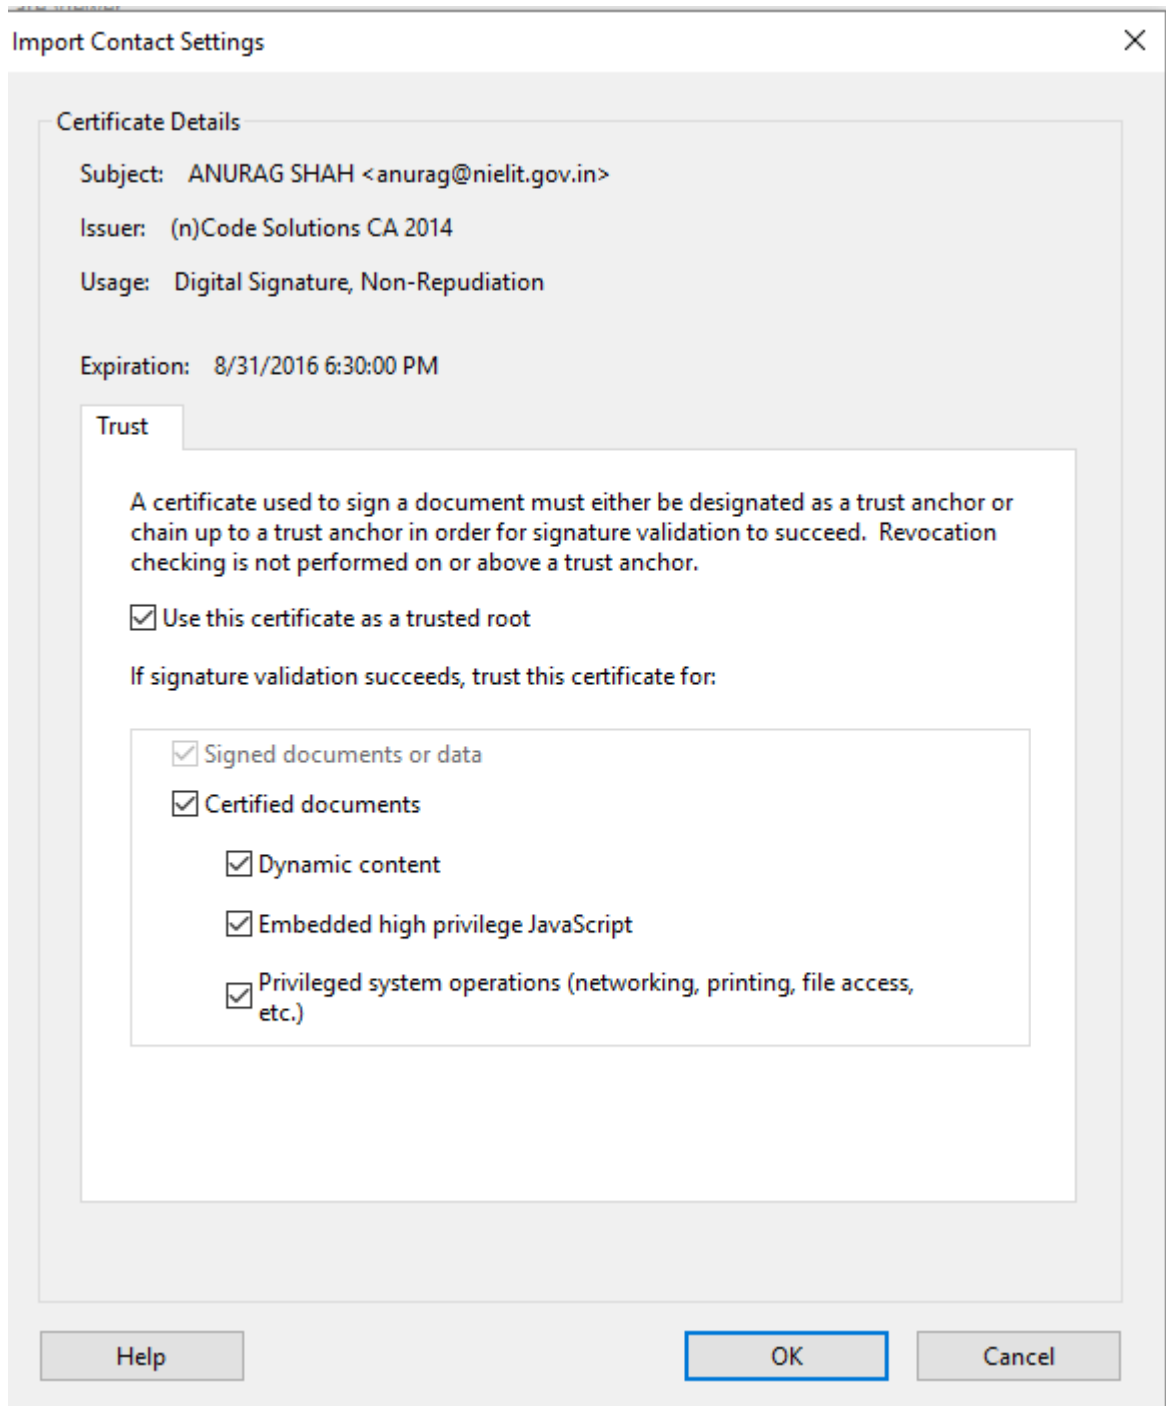 Import Contact Settings
Certificate Details
Subject: ANURAG SHAH <anurag@nielit.gov.in>
Issuer: (n)Code Solutions CA 2014
Usage: Digital Signature, Non-Repudiation
Expiration: 8/31/2016 6:30:00 PM
Trust
A certificate used to sign a document must either be designated as a trust anchor or
chain up to a trust anchor in order for signature validation to succeed. Revocation
checking is not performed on or above a trust anchor.
Use this certificate as a trusted root
If signature validation succeeds, trust this certificate for:
Signed documents or data
Certified documents
Dynamic content
Embedded high privilege JavaScript
Privileged system operations (networking, printing, file access,
etc.)
Help
OK
Cancel